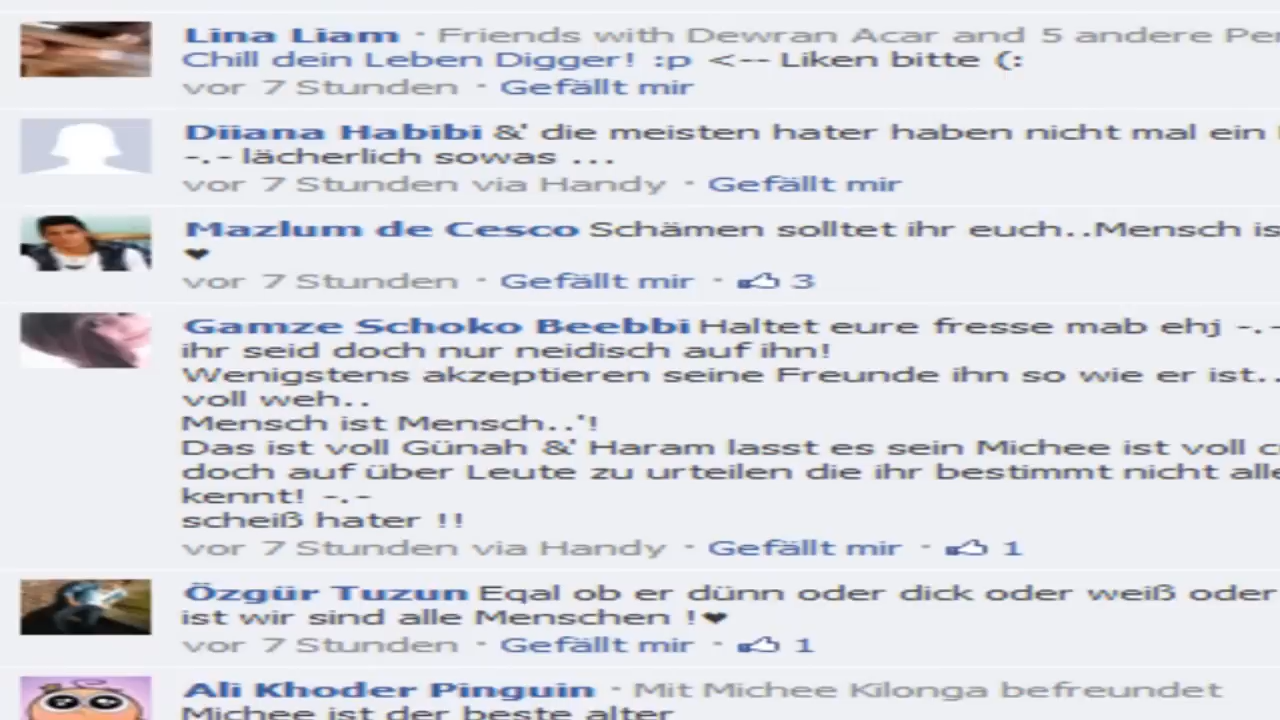 Lina Liam · Friends with Dewran Acar and 5 andere
Chill dein Leben Digger! :p <-- Liken bitte (:
vor 7 Stunden · Gefällt mir
Diiana Habibi &' die meisten hater haben nicht mal ein
-.- lächerlich sowas ...
vor 7 Stunden via Handy · Gefällt mir
Mazlum de Cesco Schämen solltet ihr euch..Mensch
❤
vor 7 Stunden · Gefällt mir · 3
Gamze Schoko Beebbi Haltet eure fresse mab ehj -.-
ihr seid doch nur neidisch auf ihn!
Wenigstens akzeptieren seine Freunde ihn so wie er ist..
voll weh..
Mensch ist Mensch..'!
Das ist voll Günah &' Haram lasst es sein Michee ist voll
doch auf über Leute zu urteilen die ihr bestimmt nicht alle
kennt! -.-
scheiß hater !!
vor 7 Stunden via Handy · Gefällt mir · 1
Özgür Tuzun Eqal ob er dünn oder dick oder weiß oder
ist wir sind alle Menschen !❤
vor 7 Stunden · Gefällt mir · 1
Ali Khoder Pinguin · Mit Michee Kilonga befreundet
Michee ist der beste alter